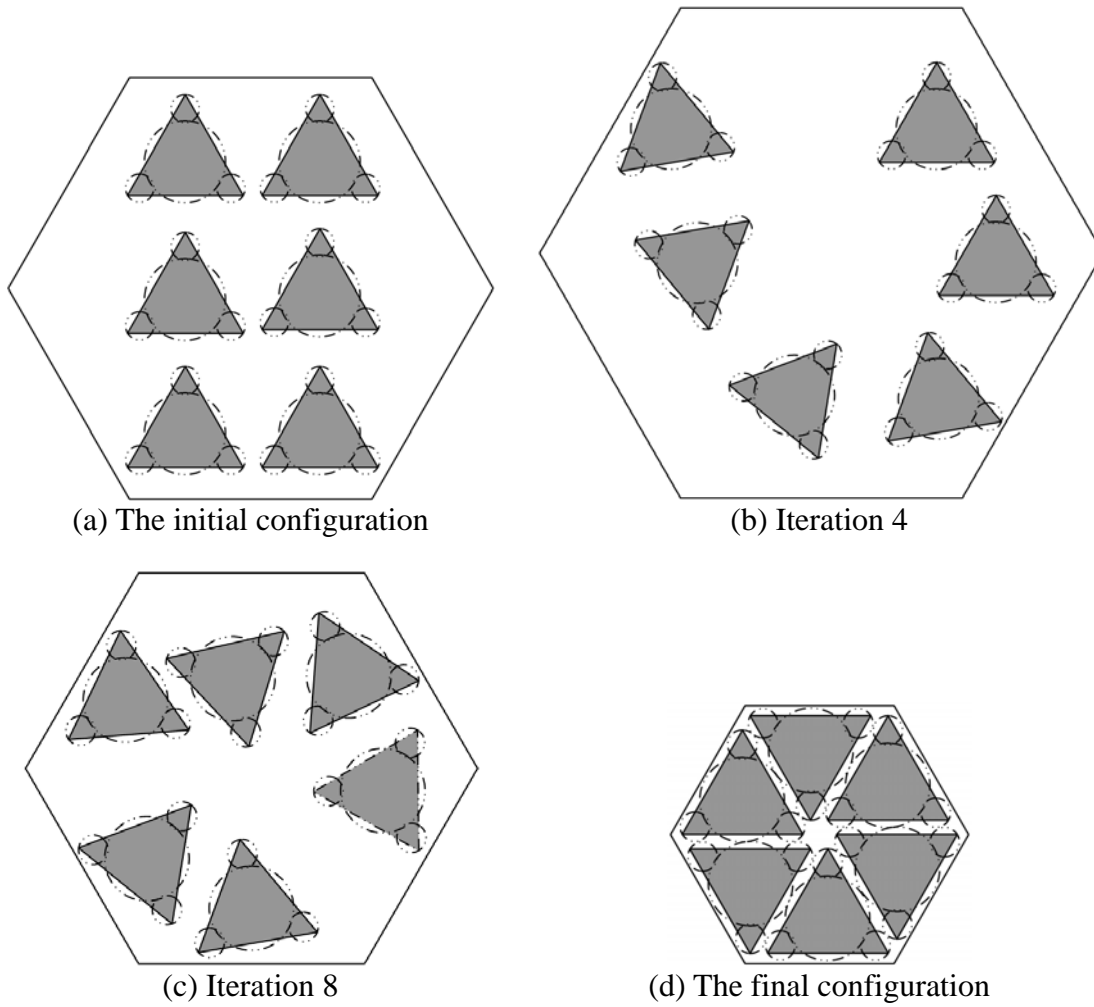 (a) The initial configuration
(b) Iteration 4
(c) Iteration 8
(d) The final configuration